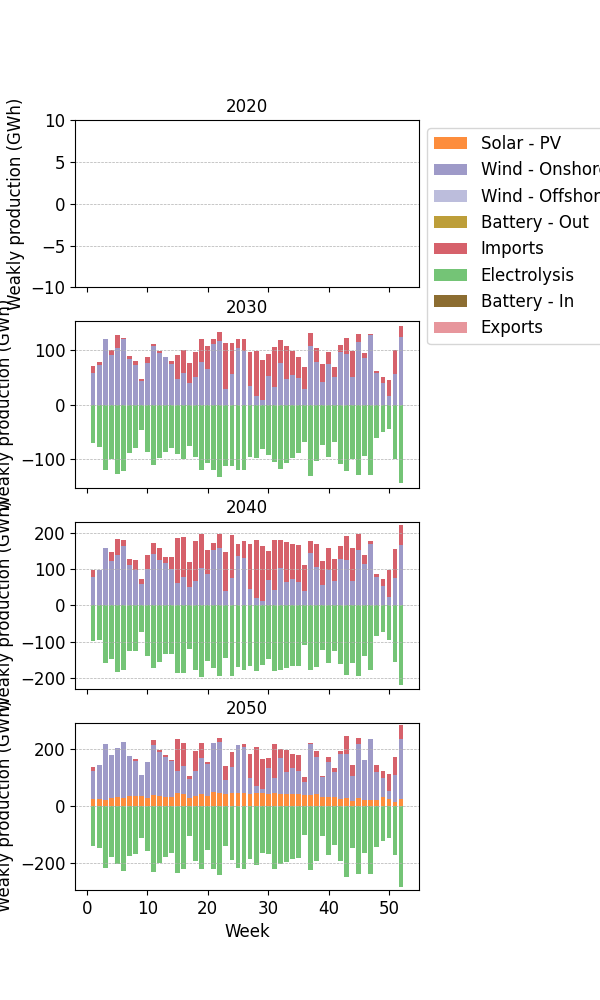 2020
Weakly production (GWh)
10
5
0
−5
−10
Solar - PV
Wind - Onshore
Wind - Offshor
Battery - Out
Imports
Electrolysis
Battery - In
Exports
2030
Weakly production (GWh)
100
0
−100
2040
Weakly production (GWh)
200
100
0
−100
−200
2050
Weakly production (GWh)
200
0
−200
0 10 20 30 40 50
Week